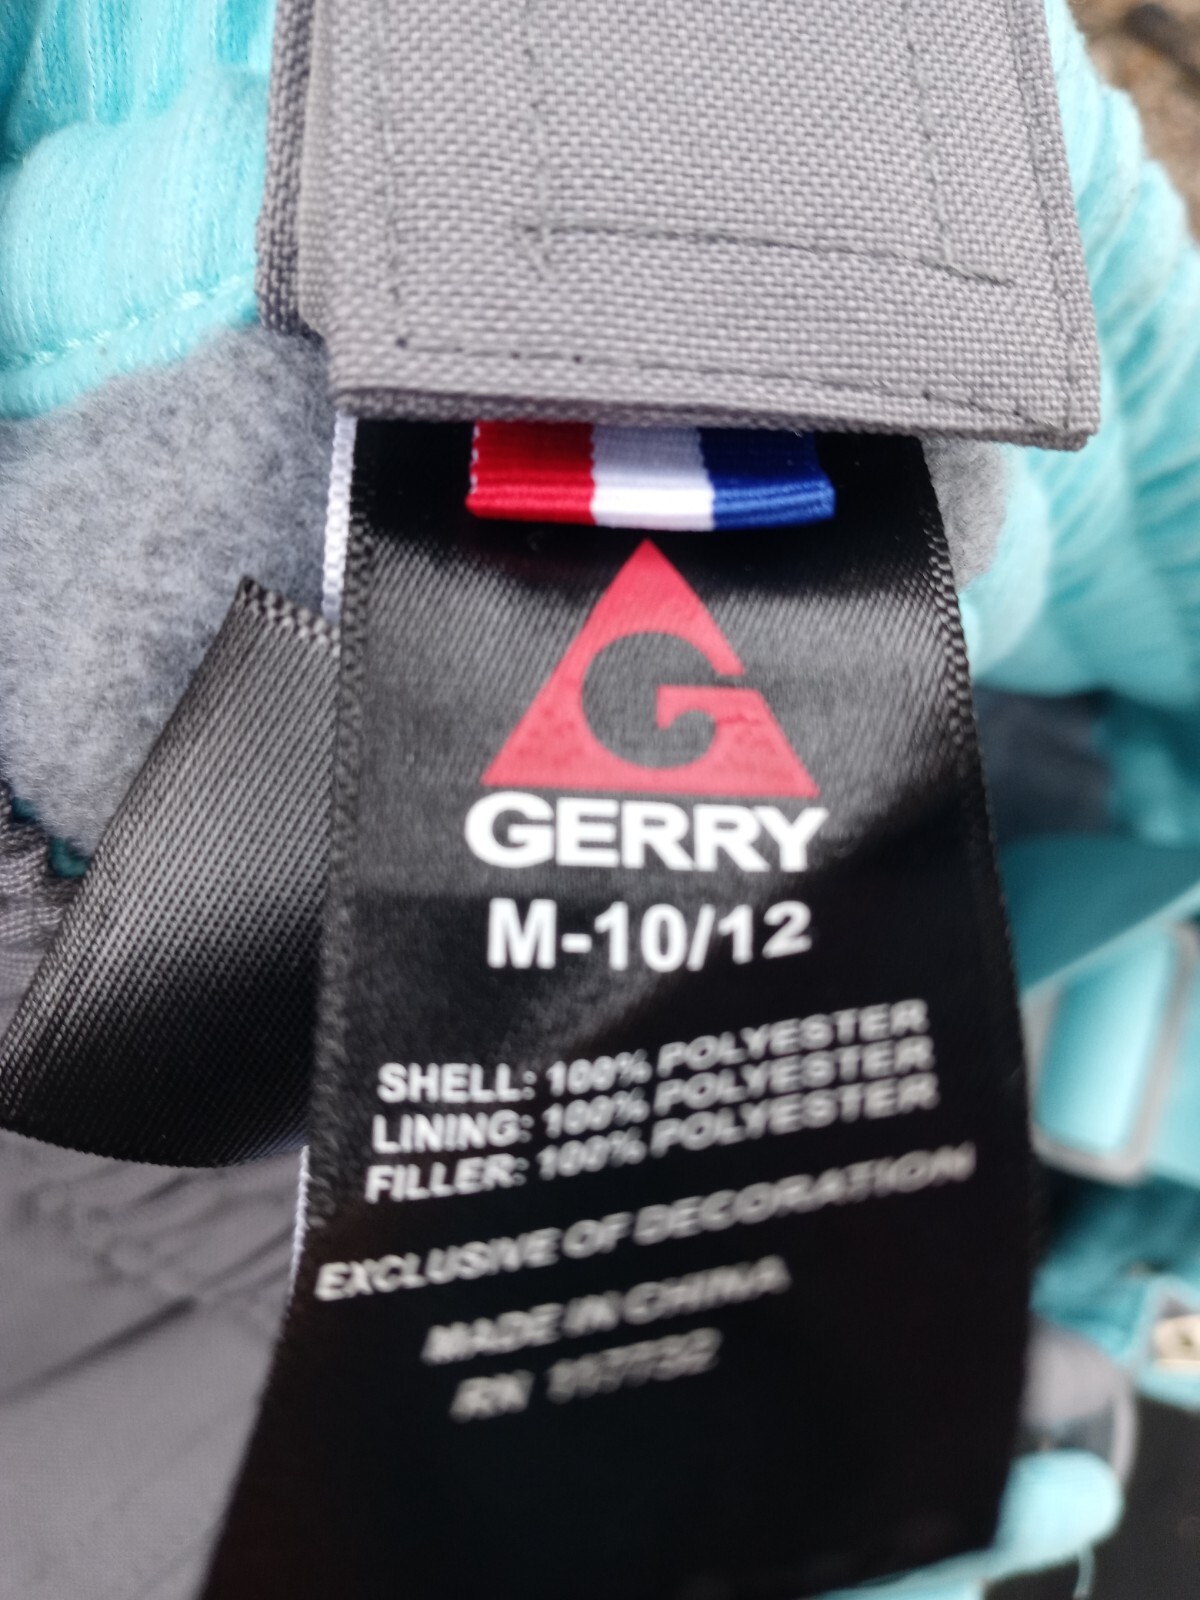 GERRY
M-10/12
SHELL: 100% POLYESTER
LINING: 100% POLYESTER
FILLER: 100% POLYESTER
EXCLUSIVE OF DECORATION
MADE IN CHINA
RN